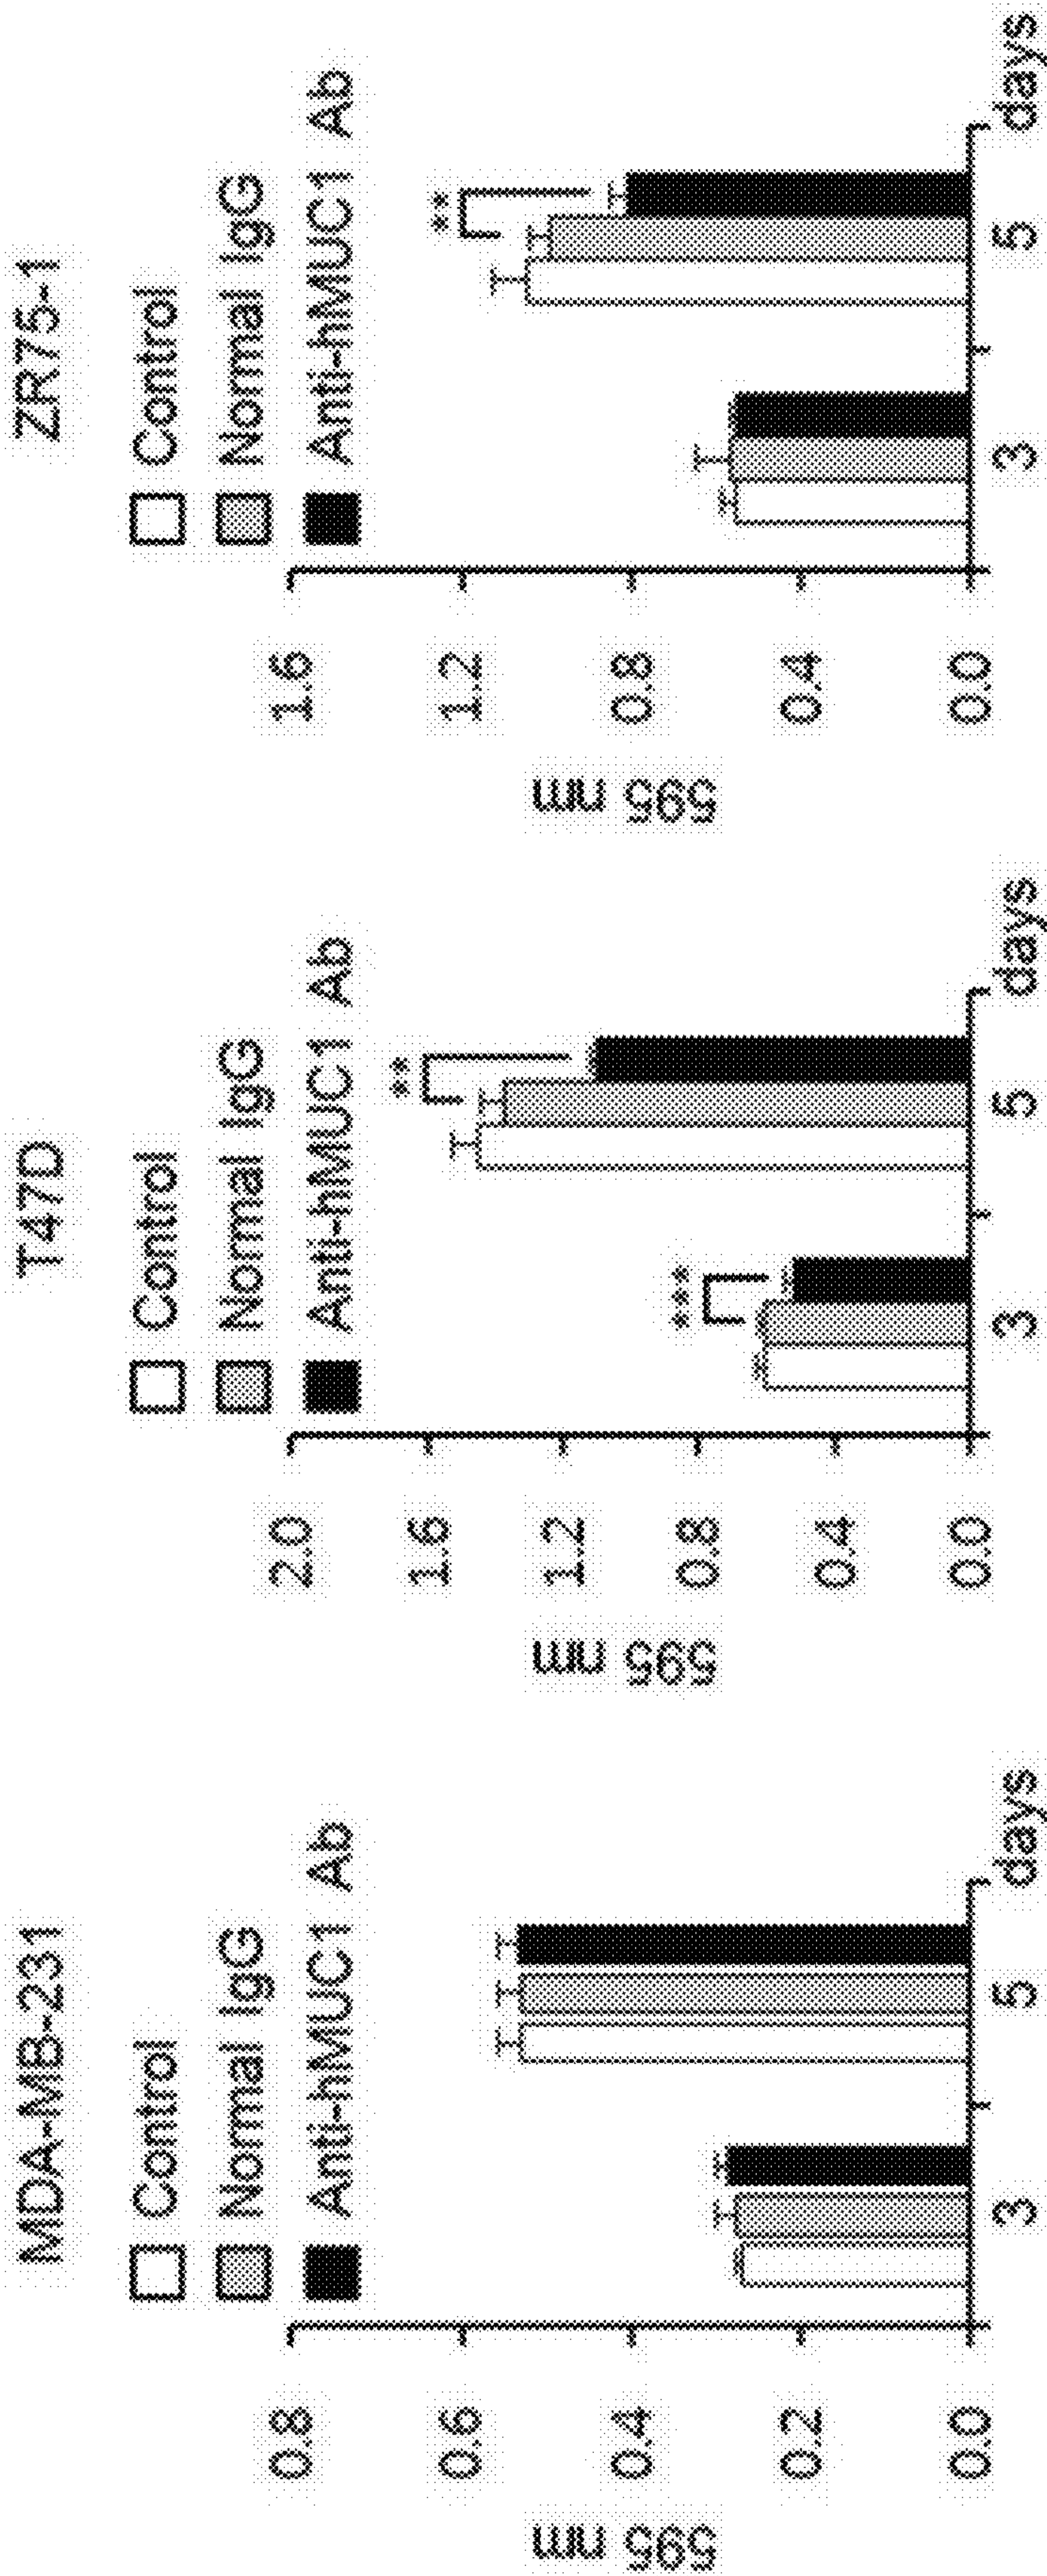 MDA-MB-231
Control
Normal IgG
Anti-hMUC1 Ab
595 nm
0.8
0.6
0.4
0.2
0.0
3
5
days
T47D
Control
Normal IgG
Anti-hMUC1 Ab
595 nm
2.0
1.6
1.2
0.8
0.4
0.0
***
**
3
5
days
ZR75-1
Control
Normal IgG
Anti-hMUC1 Ab
595 nm
1.6
1.2
0.8
0.4
0.0
**
3
5
days